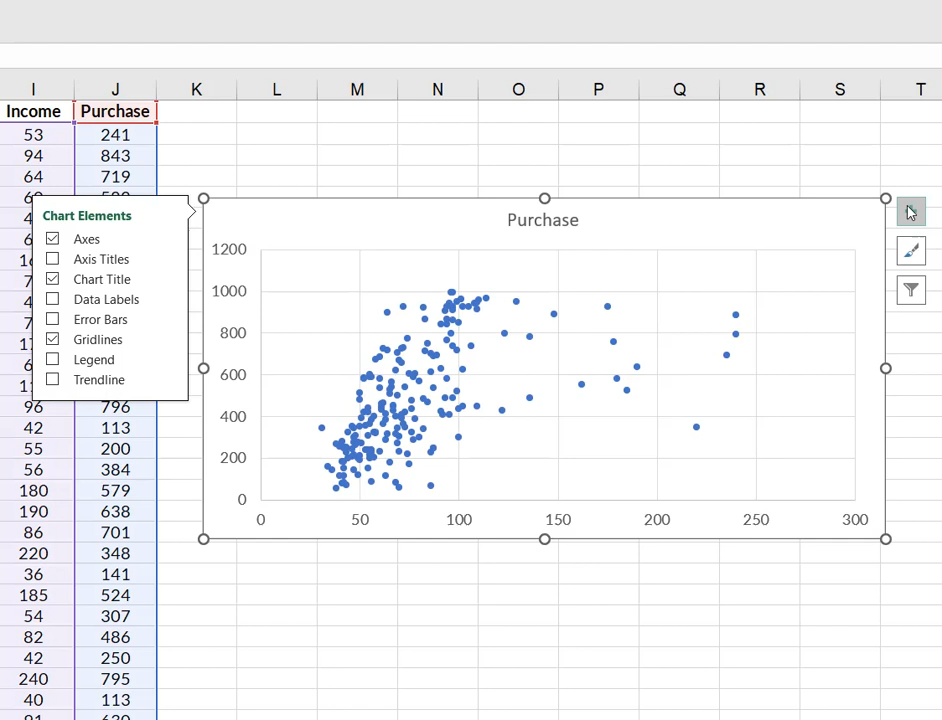 I J K L M N O P Q R S T
Income Purchase
53 241
94 843
64 719
Chart Elements
Axes
Axis Titles
Chart Title
Data Labels
Error Bars
Gridlines
Legend
Trendline
Purchase
1200
1000
800
600
400
200
0
0 50 100 150 200 250 300
96 796
42 113
55 200
56 384
180 579
190 638
86 701
220 348
36 141
185 524
54 307
82 486
42 250
240 795
40 113